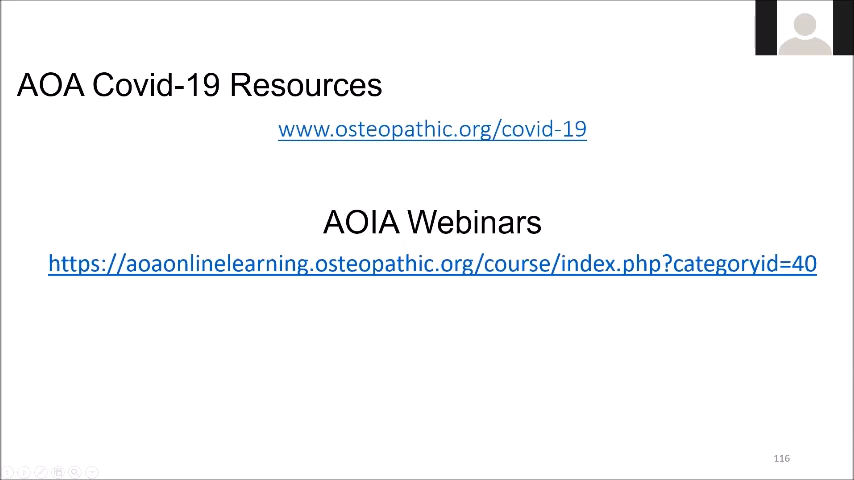 AOA Covid-19 Resources
www.osteopathic.org/covid-19
AOIA Webinars
https://aoaonlinelearning.osteopathic.org/course/index.php?categoryid=40
116